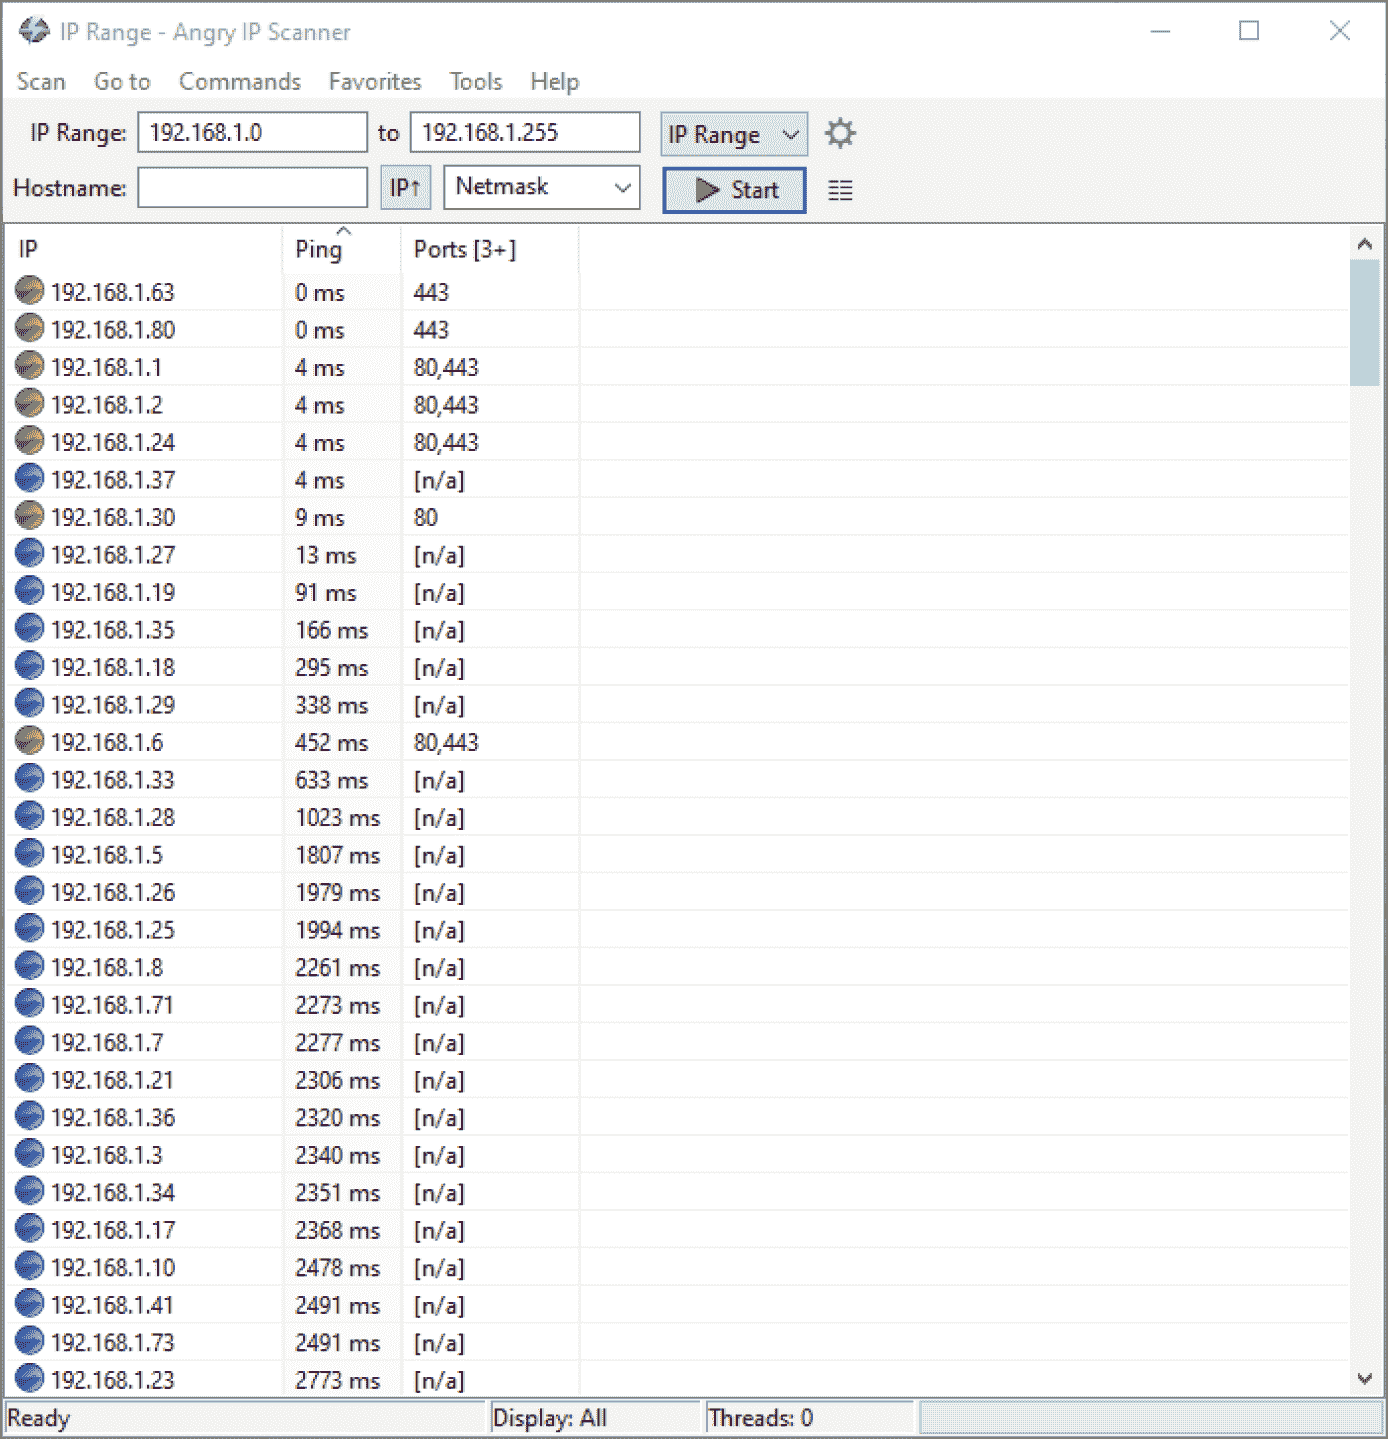 IP Range - Angry IP Scanner
Scan Go to Commands Favorites Tools Help
IP Range: 192.168.1.0 to 192.168.1.255 IP Range
Hostname: IP↑ Netmask Start
IP Ping Ports [3+]
192.168.1.63 0 ms 443
192.168.1.80 0 ms 443
192.168.1.1 4 ms 80,443
192.168.1.2 4 ms 80,443
192.168.1.24 4 ms 80,443
192.168.1.37 4 ms [n/a]
192.168.1.30 9 ms 80
192.168.1.27 13 ms [n/a]
192.168.1.19 91 ms [n/a]
192.168.1.35 166 ms [n/a]
192.168.1.18 295 ms [n/a]
192.168.1.29 338 ms [n/a]
192.168.1.6 452 ms 80,443
192.168.1.33 633 ms [n/a]
192.168.1.28 1023 ms [n/a]
192.168.1.5 1807 ms [n/a]
192.168.1.26 1979 ms [n/a]
192.168.1.25 1994 ms [n/a]
192.168.1.8 2261 ms [n/a]
192.168.1.71 2273 ms [n/a]
192.168.1.7 2277 ms [n/a]
192.168.1.21 2306 ms [n/a]
192.168.1.36 2320 ms [n/a]
192.168.1.3 2340 ms [n/a]
192.168.1.34 2351 ms [n/a]
192.168.1.17 2368 ms [n/a]
192.168.1.10 2478 ms [n/a]
192.168.1.41 2491 ms [n/a]
192.168.1.73 2491 ms [n/a]
192.168.1.23 2773 ms [n/a]
Ready Display: All Threads: 0